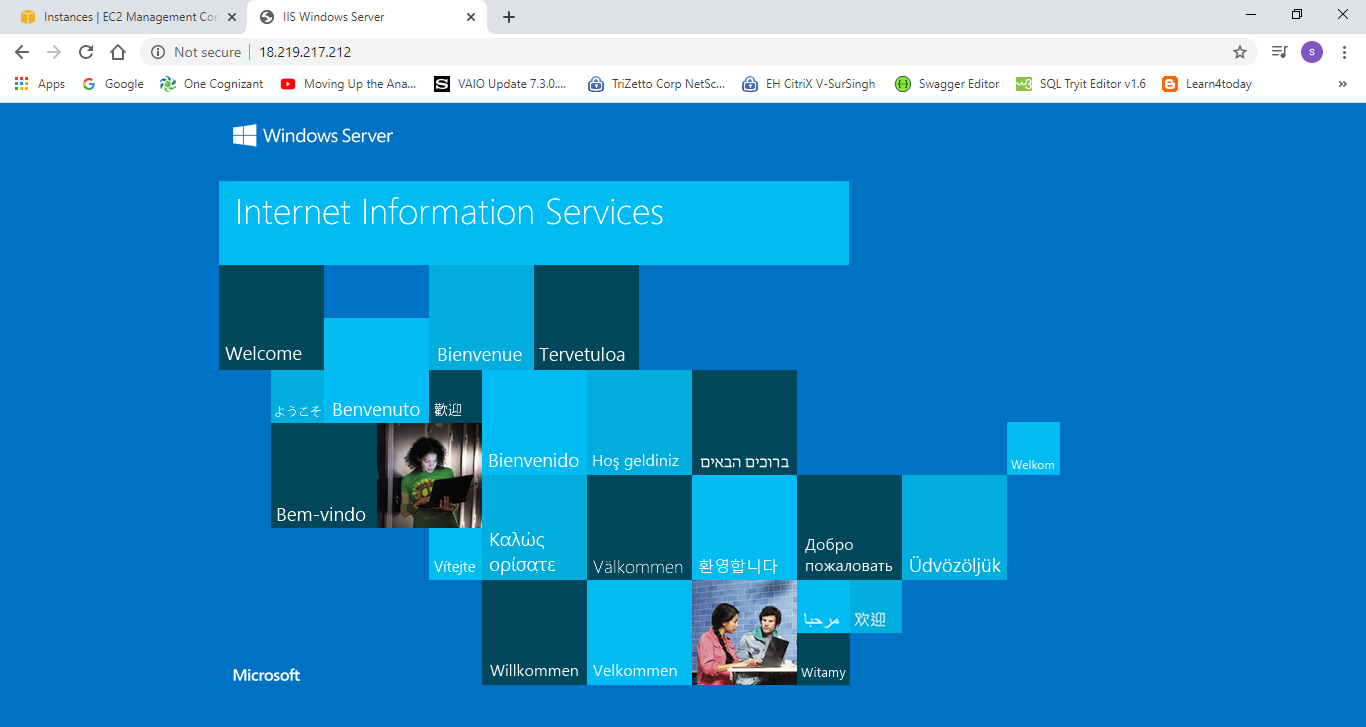 Instances | EC2 Management Con
IIS Windows Server
Not secure
18.219.217.212
S
Apps
Google
One Cognizant
Moving Up the Ana...
VAIO Update 7.3.0....
TriZetto Corp NetSc...
EH CitriX V-SurSingh
Swagger Editor
SQL Tryit Editor v1.6
Learn4today
Windows Server
Internet Information Services
Welcome
Bienvenue
Tervetuloa
ようこそ
Benvenuto
歡迎
Bienvenido
Hoş geldiniz
ברוכים הבאים
Welkom
Bem-vindo
Vítejte
Καλώς
ορίσατε
Välkommen
환영합니다
Добро
пожаловать
Üdvözöljük
Willkommen
Velkommen
مرحبا
欢迎
Witamy
Microsoft